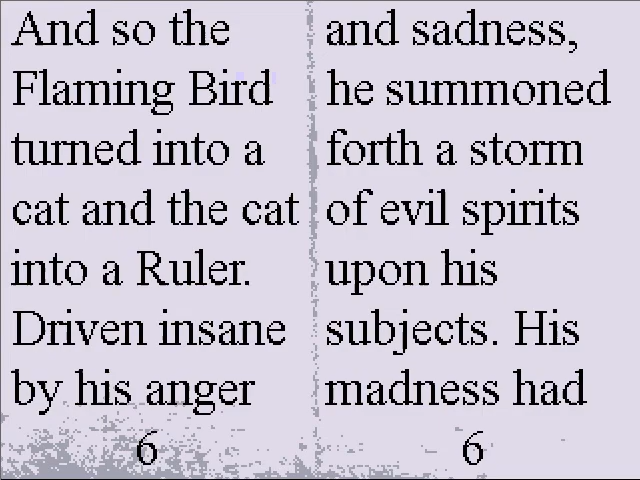 And so the
Flaming Bird
turned into a
cat and the cat
into a Ruler.
Driven insane
by his anger
6
and sadness,
he summoned
forth a storm
of evil spirits
upon his
subjects. His
madness had
6